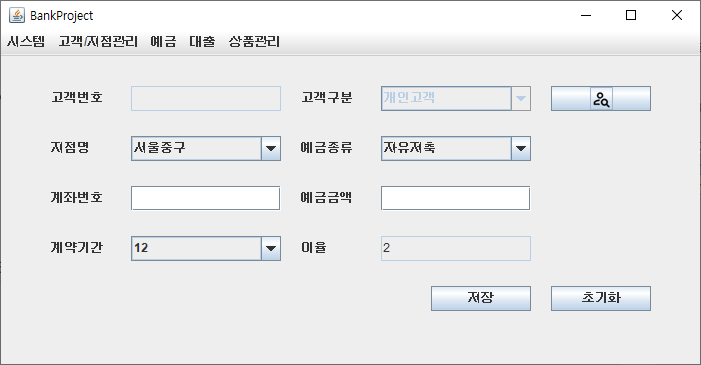 BankProject
시스템 고객/지점관리 예금 대출 상품관리
고객번호 고객구분 개인고객
지점명 서울중구 예금종류 자유저축
계좌번호 예금금액
계약기간 12 이율 2
저장 초기화